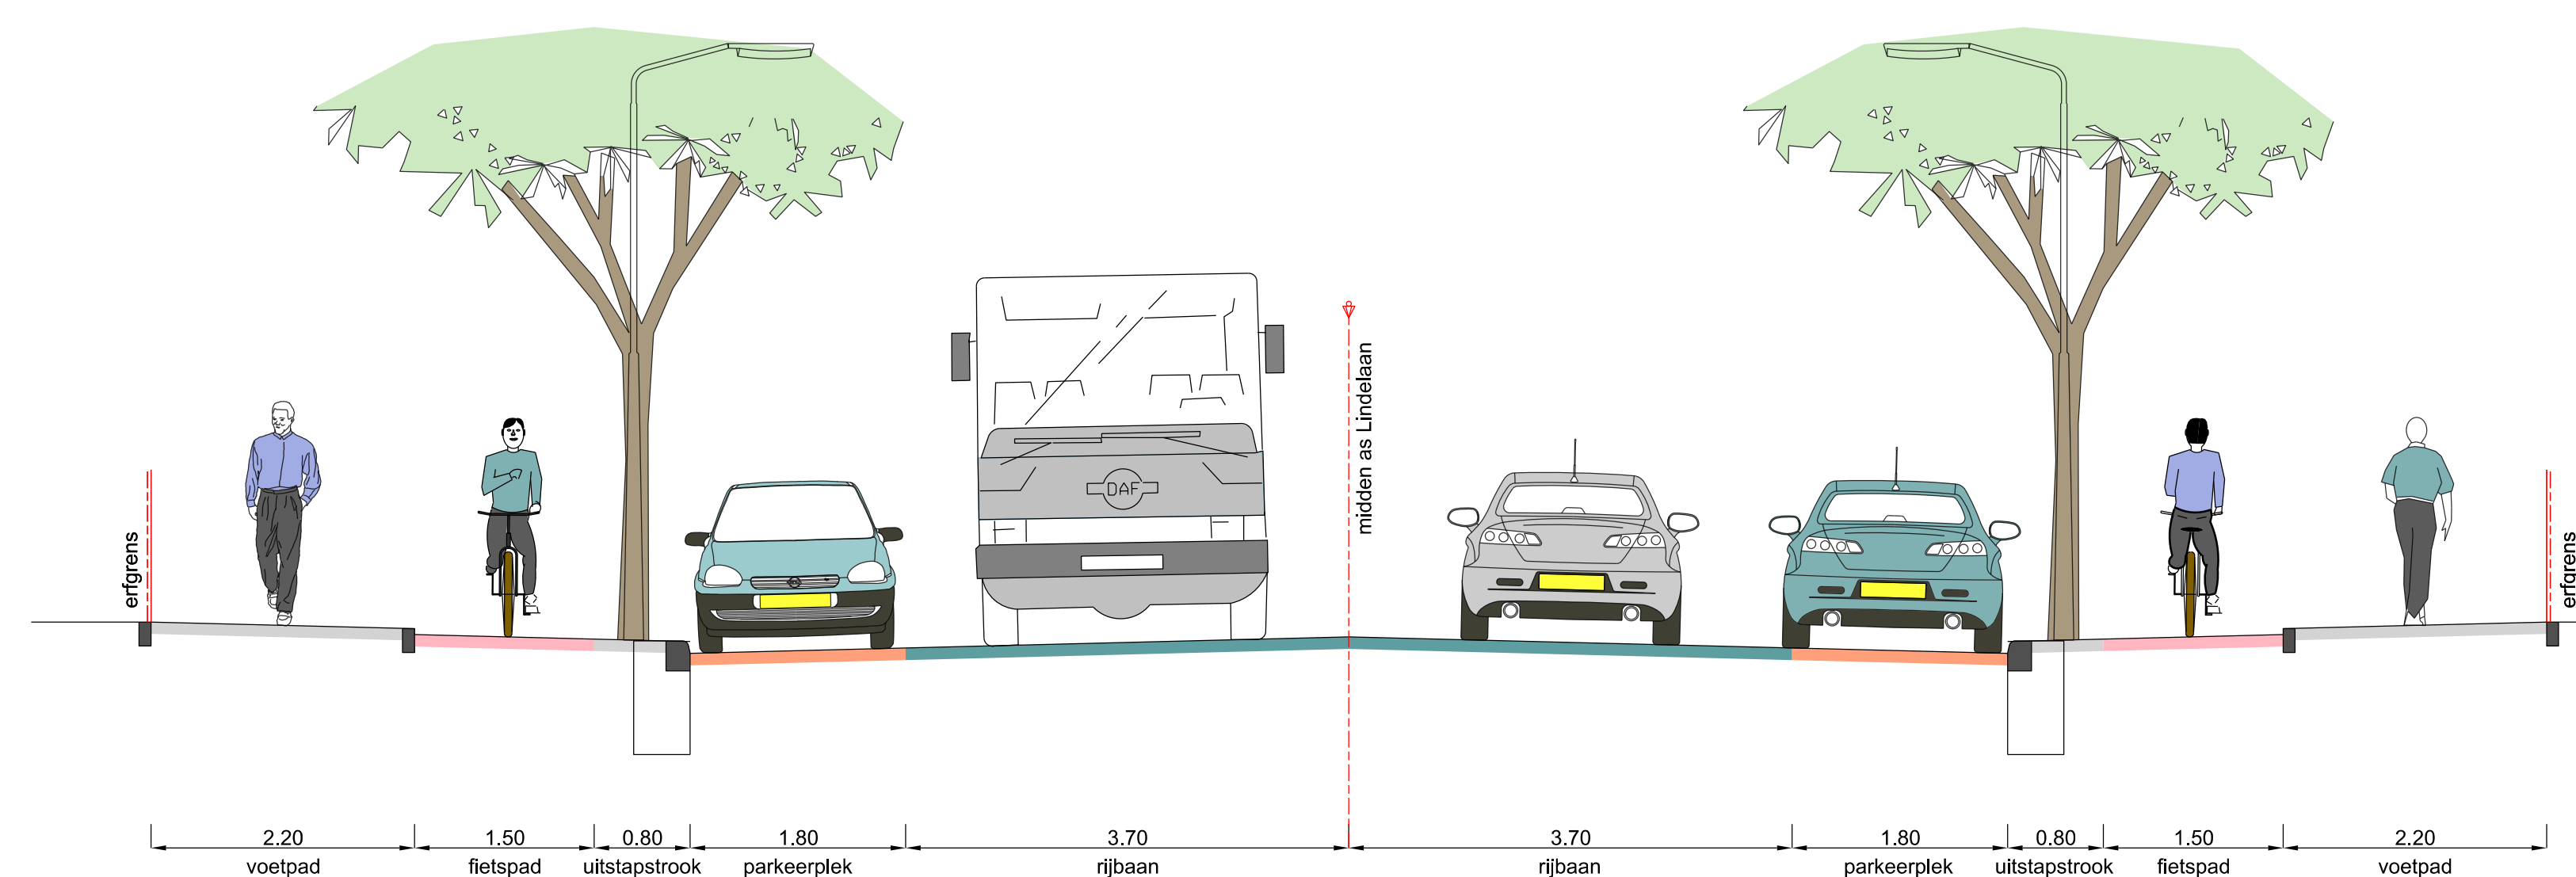 DAF
midden as Lindelaan
erfgrens
erfgrens
2.20 1.50 0.80 1.80 3.70 3.70 1.80 0.80 1.50 2.20
voetpad fietspad uitstapstrook parkeerplek rijbaan rijbaan parkeerplek uitstapstrook fietspad voetpad